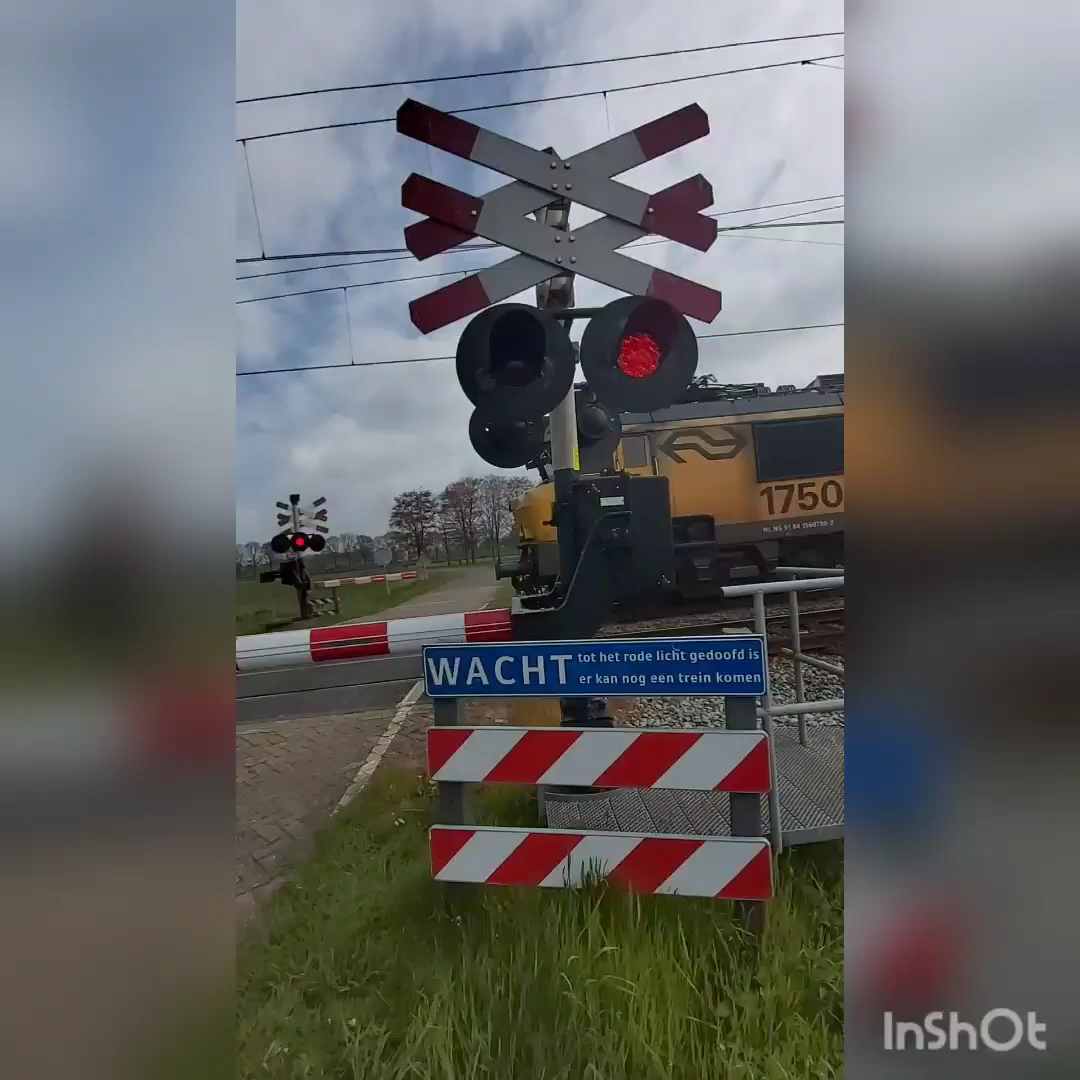 1750
WACHT tot het rode licht gedoofd is
er kan nog een trein komen
InShOt